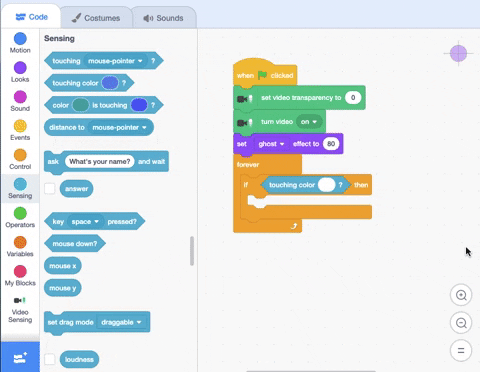 Code
Costumes
Sounds
Motion
Looks
Sound
Events
Control
Sensing
Operators
Variables
My Blocks
Video
Sensing
Sensing
touching mouse-pointer ?
touching color ?
color is touching ?
distance to mouse-pointer
ask What's your name? and wait
answer
key space pressed?
mouse down?
mouse x
mouse y
set drag mode draggable
loudness
when clicked
set video transparency to 0
turn video on
set ghost effect to 80
forever
if touching color ? then